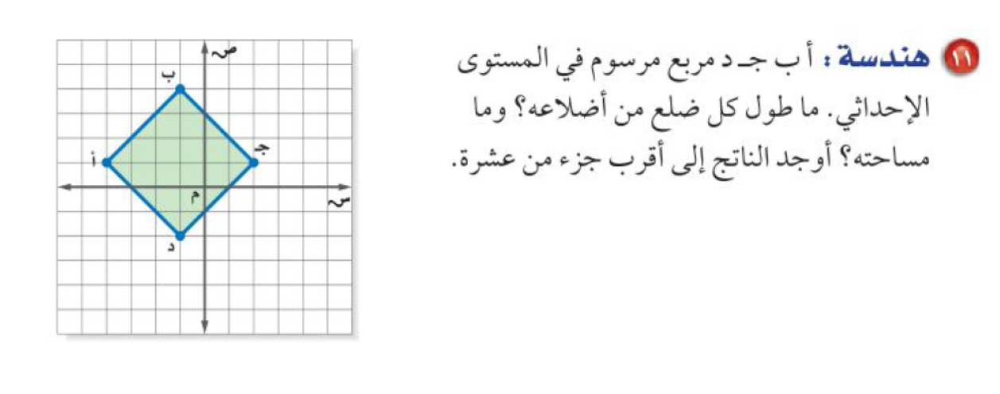 ١١ هندسة : أ ب جـ د مربع مرسوم في المستوى
الإحداثي. ما طول كل ضلع من أضلاعه؟ وما
مساحته؟ أوجد الناتج إلى أقرب جزء من عشرة.
ص
ب
جـ
أ
م
س
د